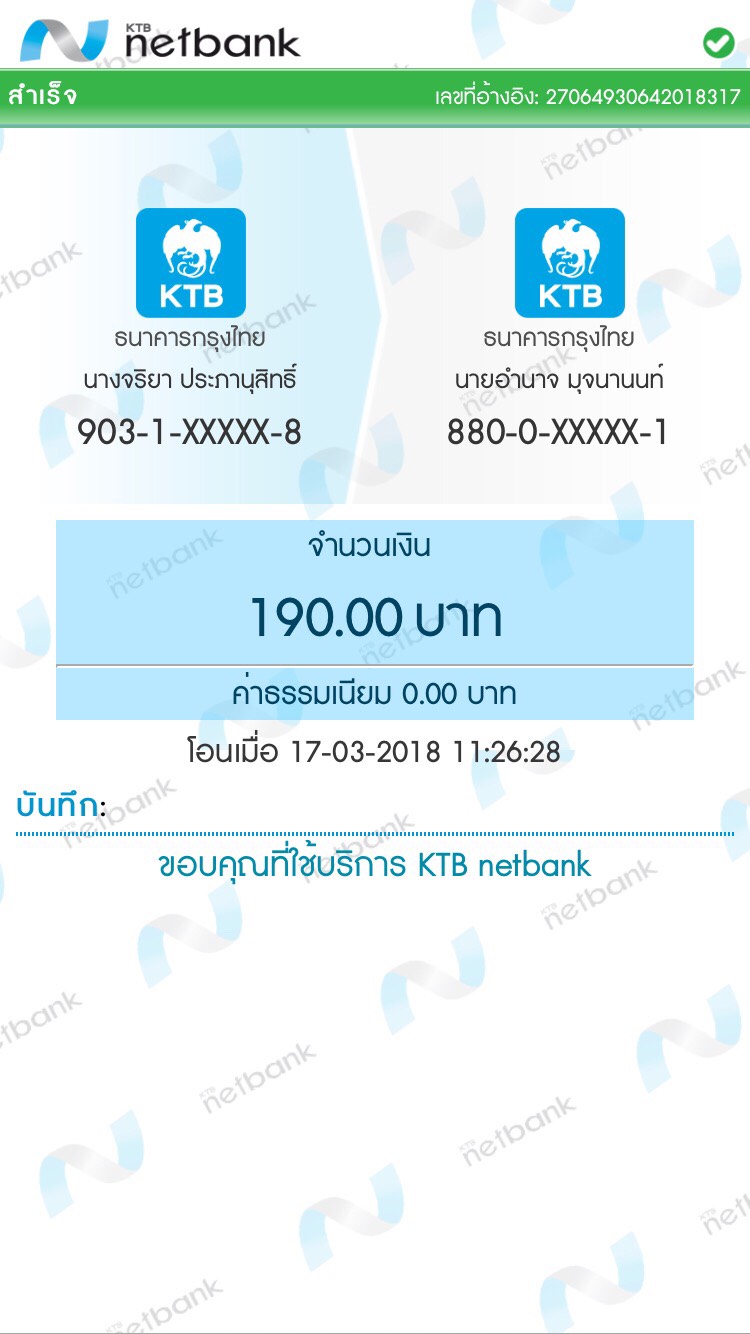 KTB
netbank
สำเร็จ
เลขที่อ้างอิง: 27064930642018317
KTB
KTB
ธนาคารกรุงไทย
ธนาคารกรุงไทย
นางจริยา ประภานุสิทธิ์
นายอำนาจ มุจนานนท์
903-1-XXXXX-8
880-0-XXXXX-1
จำนวนเงิน
190.00 บาท
ค่าธรรมเนียม 0.00 บาท
โอนเมื่อ 17-03-2018 11:26:28
บันทึก:
ขอบคุณที่ใช้บริการ KTB netbank